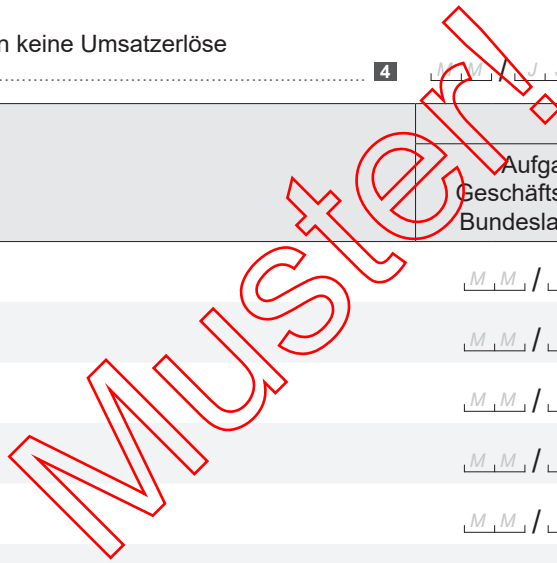 n keine Umsatzerlöse
4 M M / J J
Aufga
Geschäfts
Bundesla
M M /
M M /
M M /
M M /
M M /
Muster!